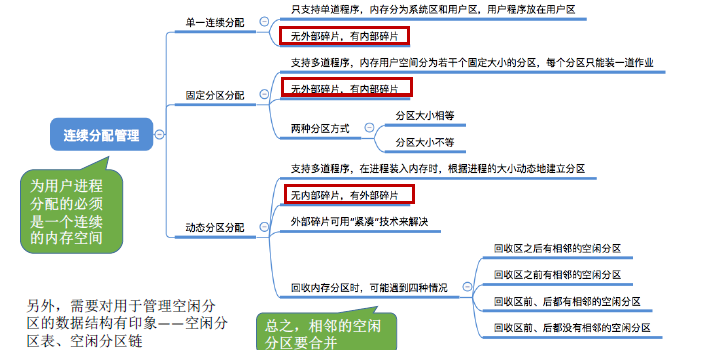 单一连续分配
只支持单道程序，内存分为系统区和用户区，用户程序放在用户区
无外部碎片，有内部碎片
固定分区分配
支持多道程序，内存用户空间分为若干个固定大小的分区，每个分区只能装一道作业
无外部碎片，有内部碎片
两种分区方式
分区大小相等
分区大小不等
连续分配管理
为用户进程
分配的必须
是一个连续
的内存空间
动态分区分配
支持多道程序，在进程装入内存时，根据进程的大小动态地建立分区
无内部碎片，有外部碎片
外部碎片可用“紧凑”技术来解决
回收内存分区时，可能遇到四种情况
回收区之后有相邻的空闲分区
回收区之前有相邻的空闲分区
回收区前、后都有相邻的空闲分区
回收区前、后都没有相邻的空闲分区
另外，需要对用于管理空闲分
区的数据结构有印象——空闲分
区表、空闲分区链
总之，相邻的空闲
分区要合并